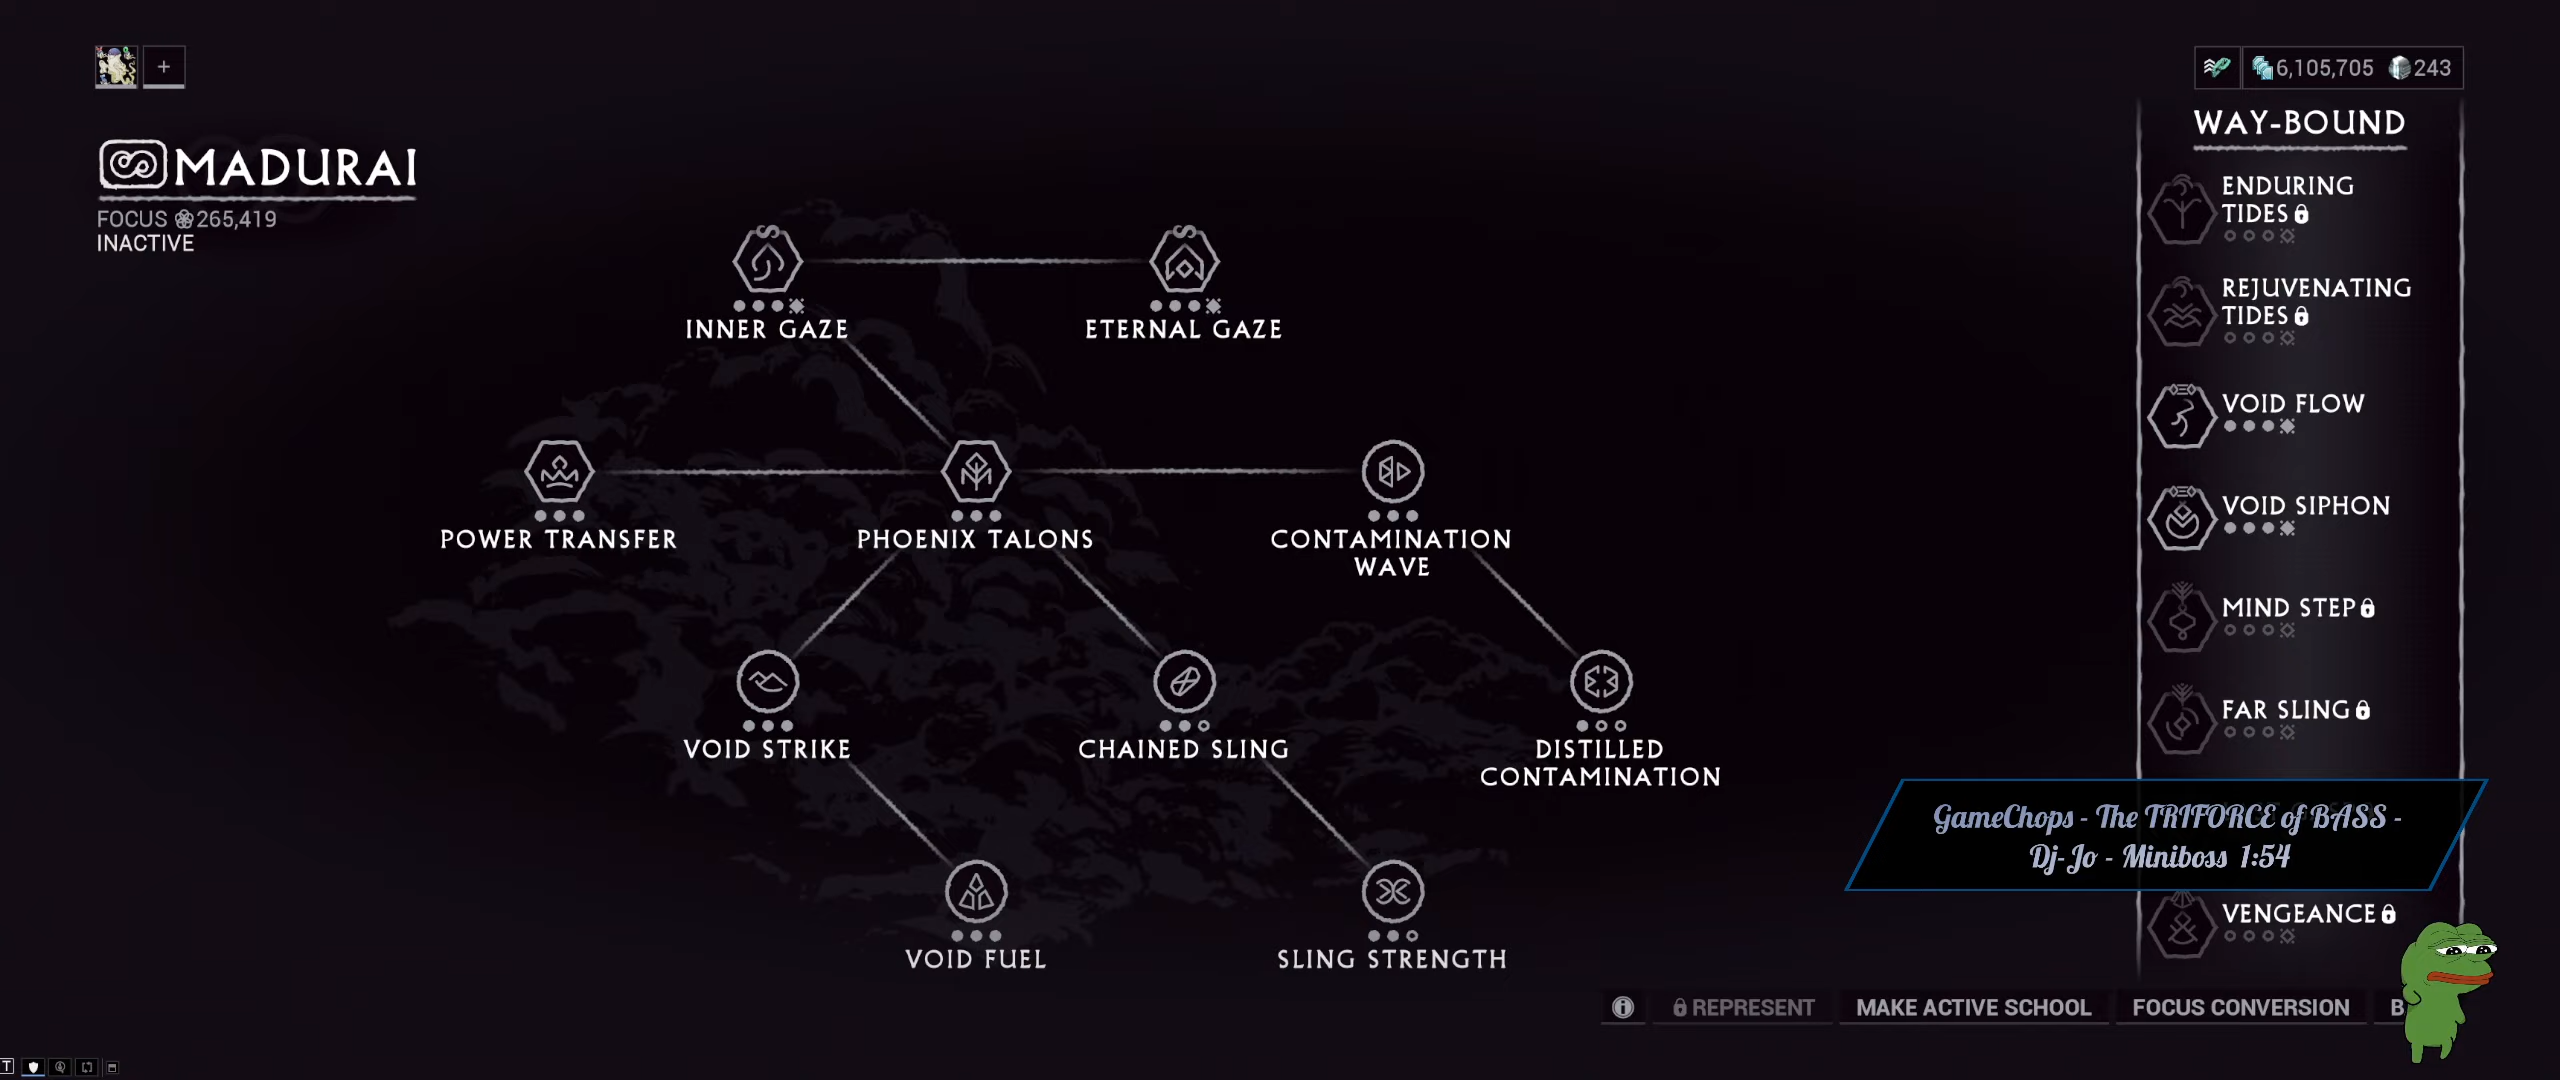 +
6,105,705 243
MADURAI
FOCUS 265,419
INACTIVE
INNER GAZE
ETERNAL GAZE
POWER TRANSFER
PHOENIX TALONS
CONTAMINATION
WAVE
VOID STRIKE
CHAINED SLING
DISTILLED
CONTAMINATION
VOID FUEL
SLING STRENGTH
WAY-BOUND
ENDURING
TIDES
REJUVENATING
TIDES
VOID FLOW
VOID SIPHON
MIND STEP
FAR SLING
GameChops - The TRIFORCE of BASS -
Dj-Jo - Miniboss 1:54
VENGEANCE
REPRESENT MAKE ACTIVE SCHOOL FOCUS CONVERSION B
T